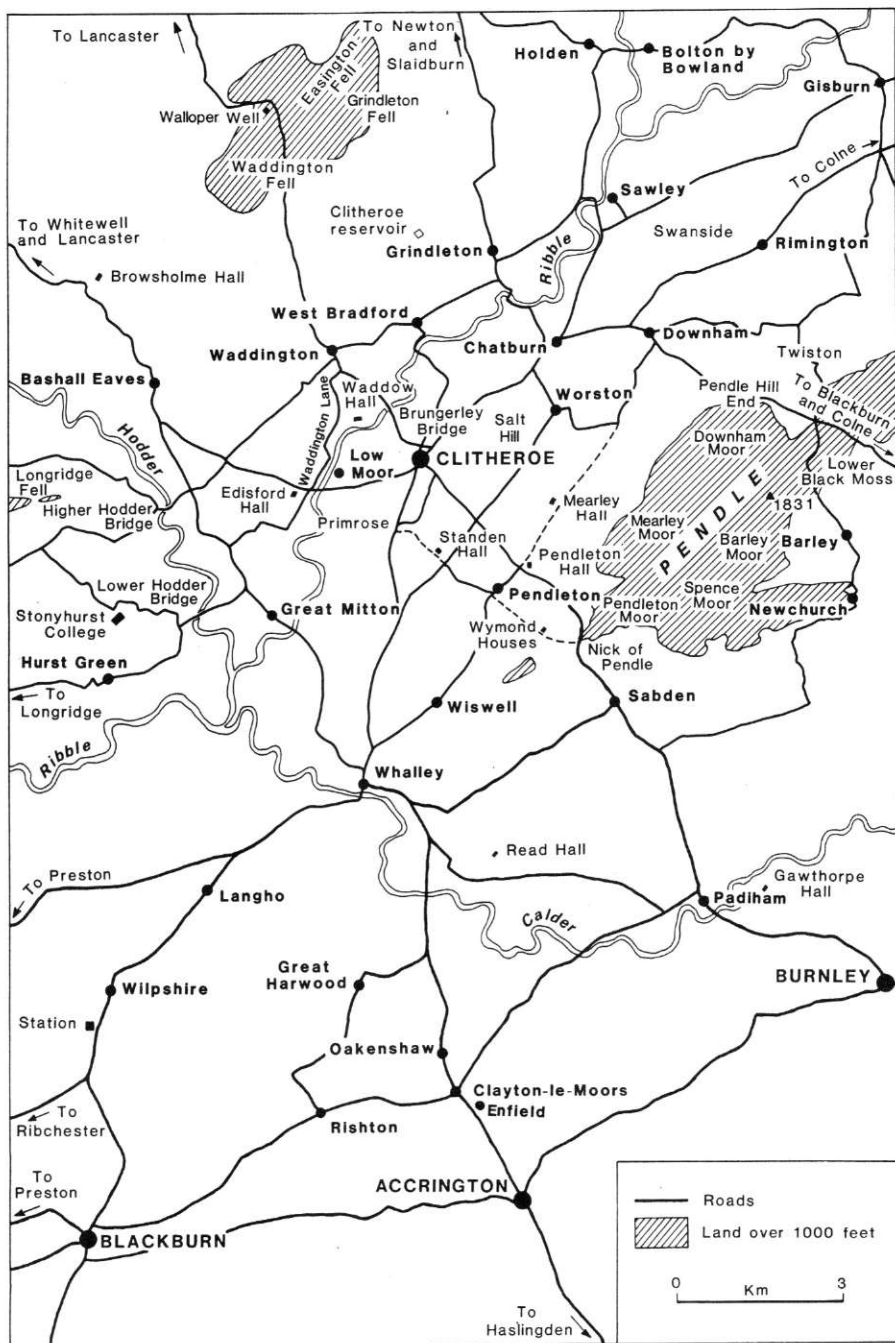 To Lancaster
To Newton
and
Slaidburn
Holden
Bolton by
Bowland
Gisburn
Easington
Fell
Grindleton
Fell
Walloper Well
Waddington
Fell
To Colne
Sawley
To Whitewell
and Lancaster
Clitheroe
reservoir
Grindleton
Ribble
Swanside
Rimington
Browsholme Hall
West Bradford
Waddington
Chatburn
Downham
Twiston
Bashall Eaves
Waddow
Hall
Waddington Lane
Brungerley
Bridge
Worston
Pendle Hill
End
To Blackburn
and Colne
Hodder
Salt
Hill
Downham
Moor
Low
Moor
CLITHEROE
Lower
Black Moss
Longridge
Fell
Higher Hodder
Bridge
Edisford
Hall
Primrose
Mearley
Hall
PENDLE
1831
Mearley
Moor
Barley
Moor
Barley
Standen
Hall
Pendleton
Hall
Lower Hodder
Bridge
Stonyhurst
College
Great Mitton
Pendleton
Pendleton
Moor
Spence
Moor
Newchurch
Wymond
Houses
Nick of
Pendle
Hurst Green
To
Longridge
Wiswell
Sabden
Ribble
Whalley
Read Hall
To Preston
Langho
Calder
Padiham
Gawthorpe
Hall
Great
Harwood
BURNLEY
Wilpshire
Station
Oakenshaw
Clayton-le-Moors
Enfield
To
Ribchester
Rishton
To
Preston
ACCRINGTON
BLACKBURN
Roads
Land over 1000 feet
0
Km
3
To
Haslingden